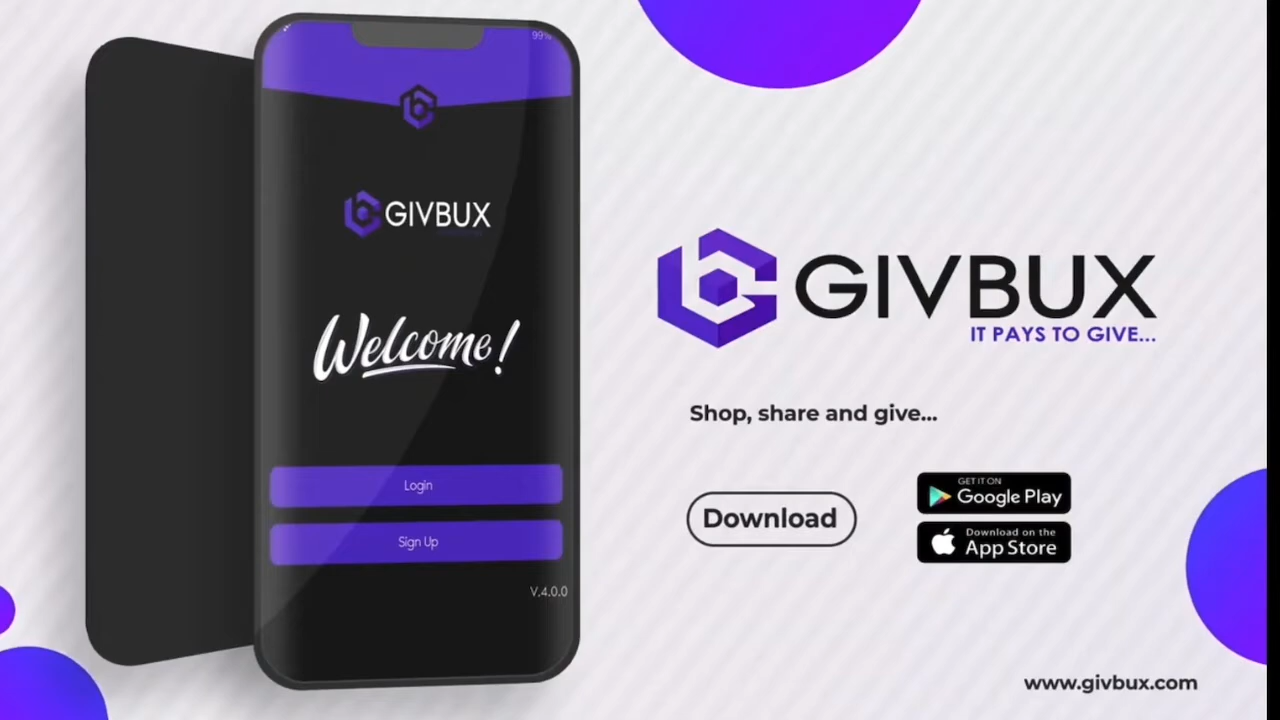 99%
GIVBUX
Welcome!
Login
Sign Up
V.4.0.0
GIVBUX
IT PAYS TO GIVE...
Shop, share and give...
Download
GET IT ON
Google Play
Download on the
App Store
www.givbux.com